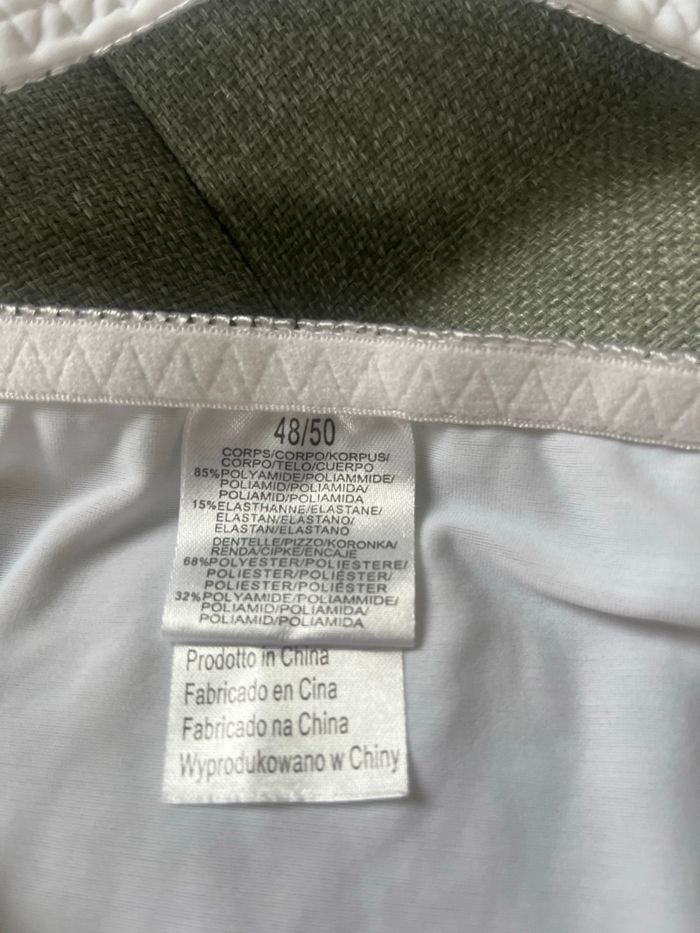 48/50
CORPS/CORPO/KORPUS/
CORPO/TELO/CUERPO
85%POLYAMIDE/POLIAMMIDE/
POLIAMID/POLIAMIDA/
POLIAMID/POLIAMIDA
15%ELASTHANNE/ELASTANE/
ELASTAN/ELASTANO/
ELASTAN/ELASTANO
DENTELLE/PIZZO/KORONKA/
RENDA/ČIPKE/ENCAJE
68%POLYESTER/POLIESTERE/
POLIESTER/POLIÉSTER/
POLIESTER/POLIÉSTER
32%POLYAMIDE/POLIAMMIDE/
POLIAMID/POLIAMIDA/
POLIAMID/POLIAMIDA
Prodotto in China
Fabricado en Cina
Fabricado na China
Wyprodukowano w Chiny